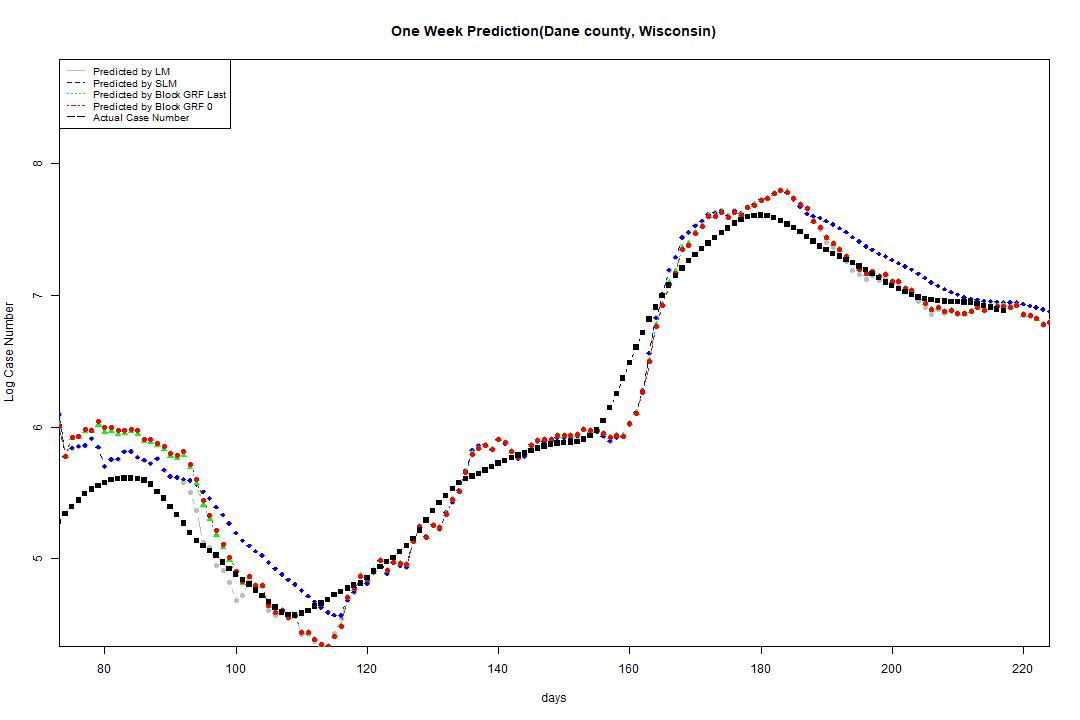 One Week Prediction(Dane county, Wisconsin)
Predicted by LM
Predicted by SLM
Predicted by Block GRF Last
Predicted by Block GRF 0
Actual Case Number
8
7
6
5
Log Case Number
80 100 120 140 160 180 200 220
days